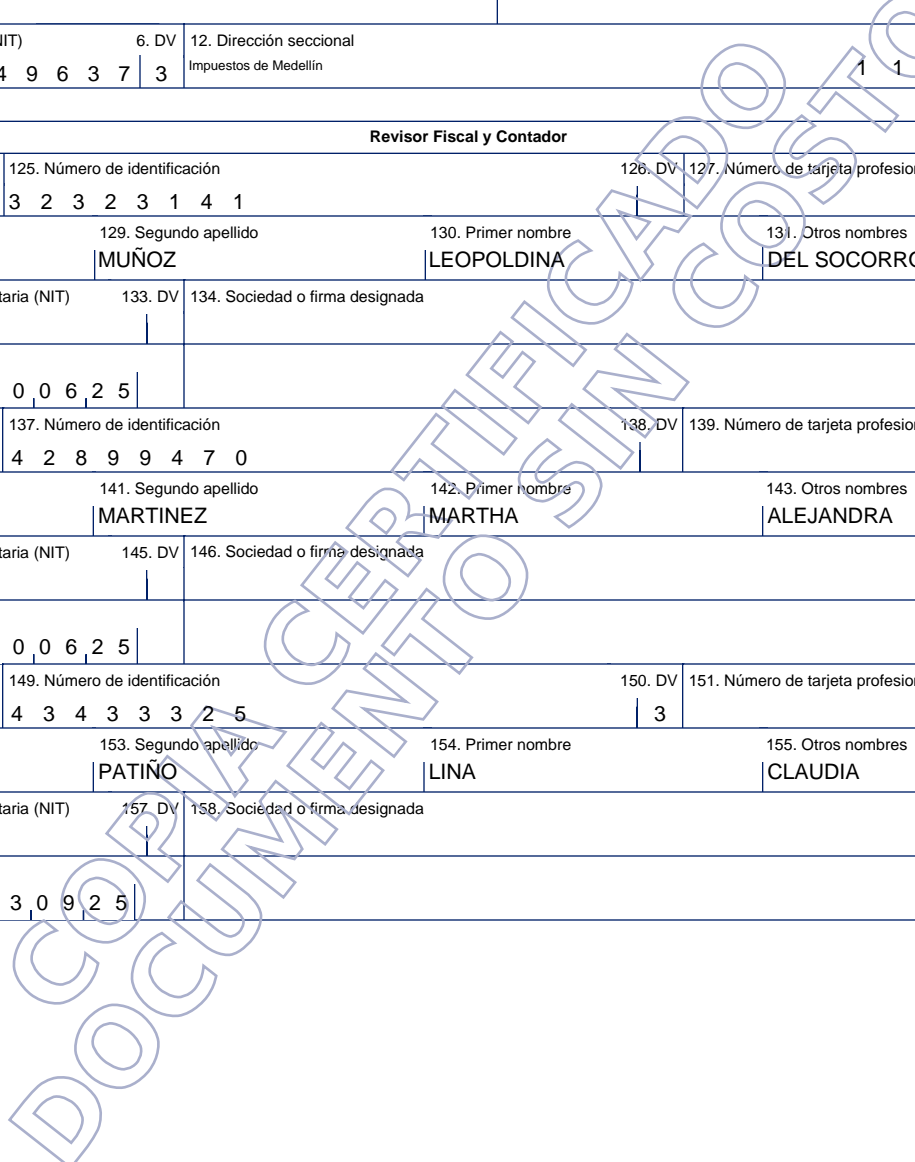 NIT) 6. DV 12. Dirección seccional
4 9 6 3 7 3 Impuestos de Medellín 1 1
Revisor Fiscal y Contador
125. Número de identificación 126. DV 127. Número de tarjeta profesion
3 2 3 2 3 1 4 1
129. Segundo apellido 130. Primer nombre 131. Otros nombres
MUÑOZ LEOPOLDINA DEL SOCORRO
taria (NIT) 133. DV 134. Sociedad o firma designada
0 0 6 2 5
137. Número de identificación 138. DV 139. Número de tarjeta profesion
4 2 8 9 9 4 7 0
141. Segundo apellido 142. Primer nombre 143. Otros nombres
MARTINEZ MARTHA ALEJANDRA
taria (NIT) 145. DV 146. Sociedad o firma designada
0 0 6 2 5
149. Número de identificación 150. DV 151. Número de tarjeta profesion
4 3 4 3 3 3 2 5 3
153. Segundo apellido 154. Primer nombre 155. Otros nombres
PATIÑO LINA CLAUDIA
taria (NIT) 157. DV 158. Sociedad o firma designada
3 0 9 2 5
COPIA CERTIFICADO
DOCUMENTO SIN COSTO